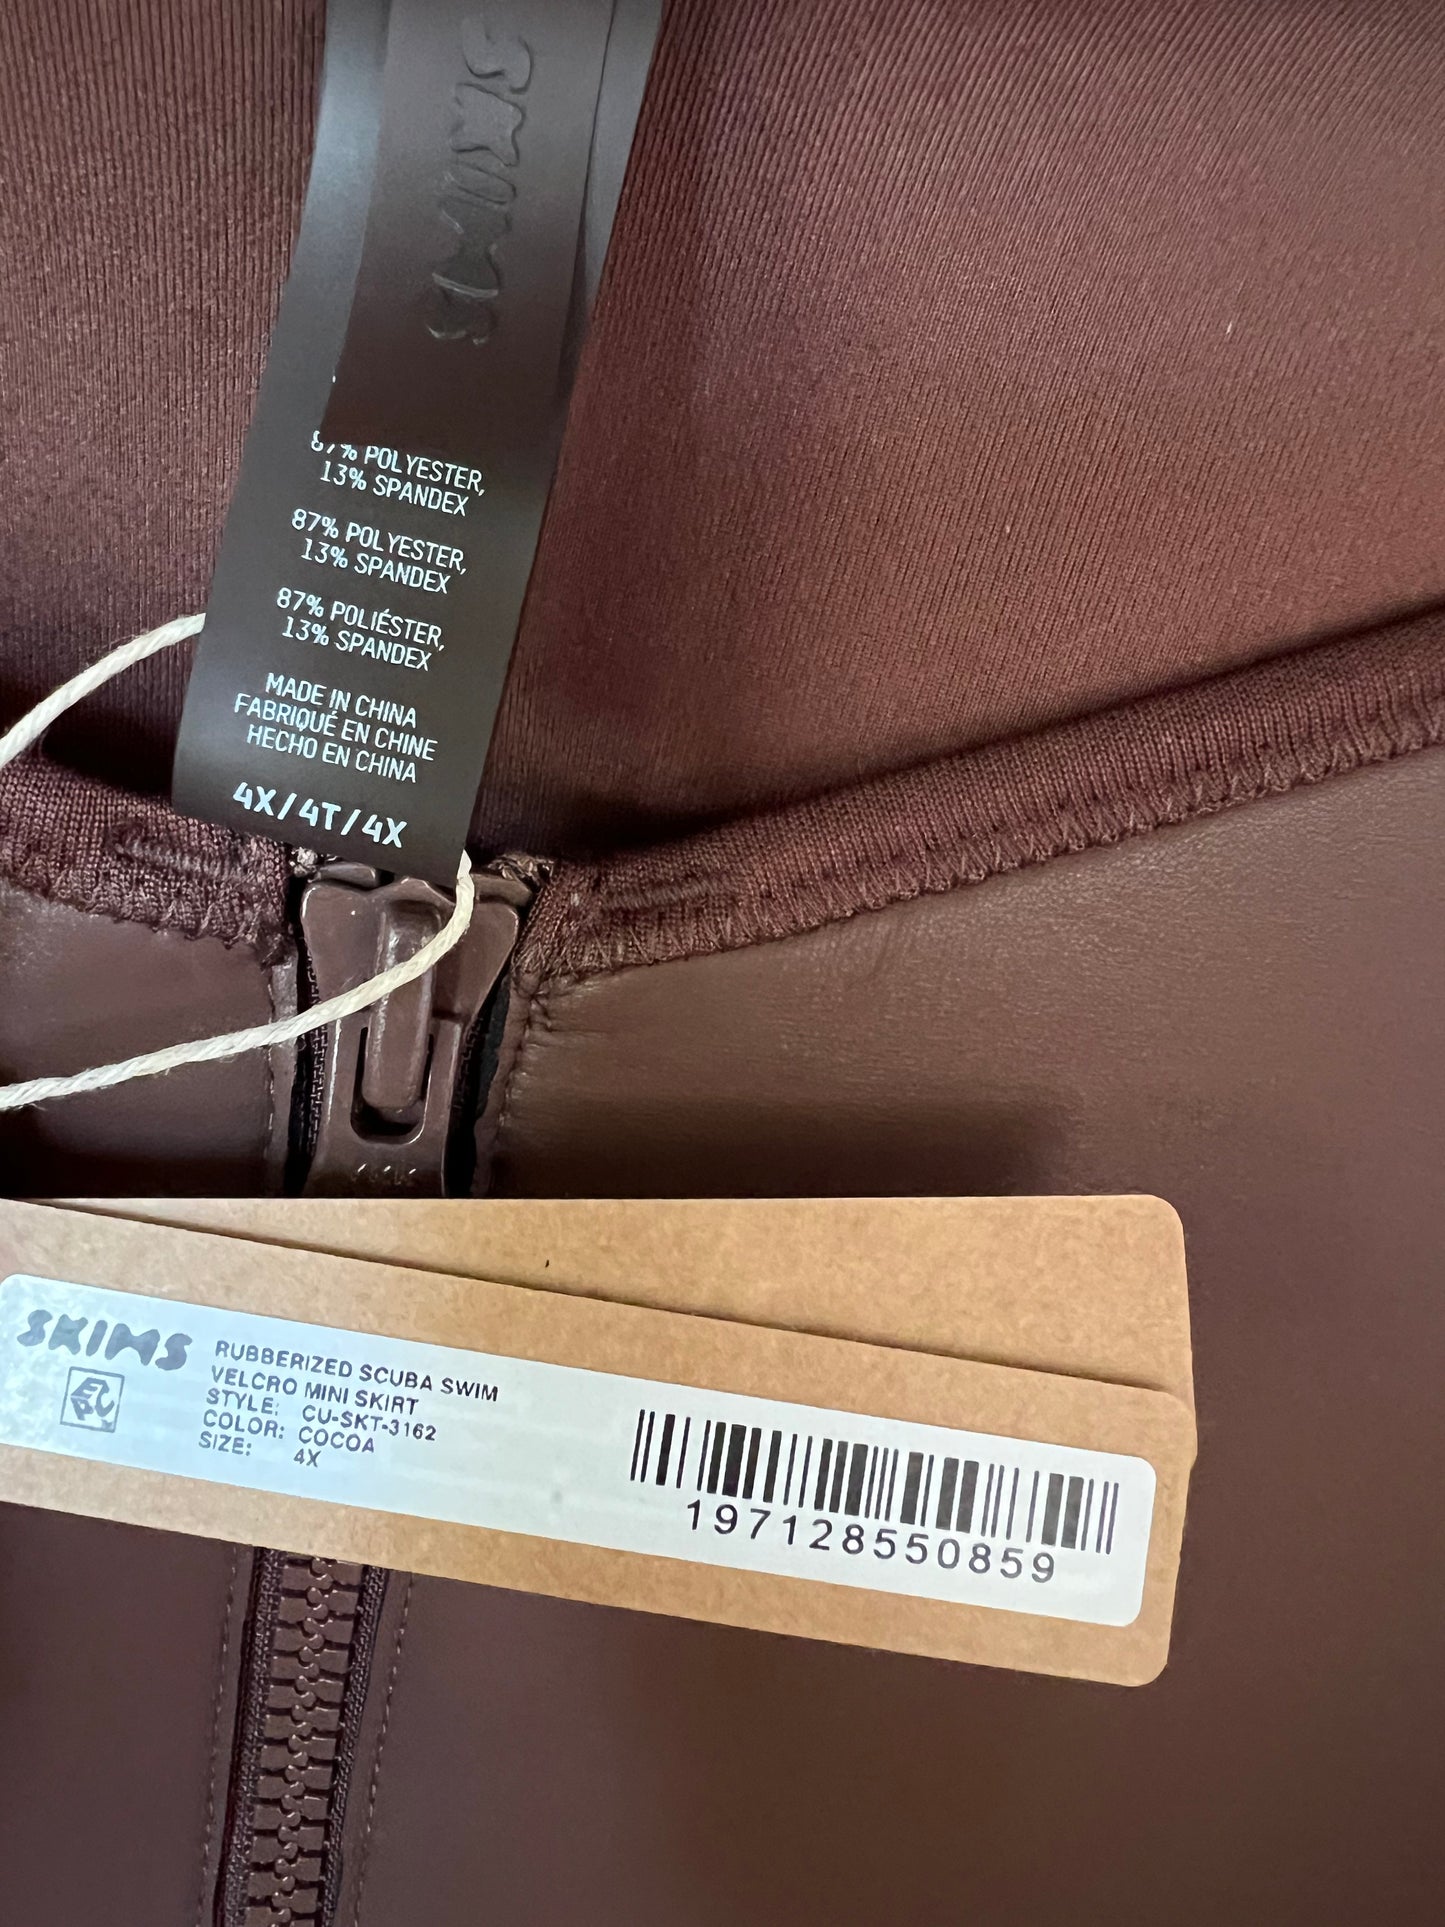 SKIMS
87% POLYESTER,
13% SPANDEX
87% POLYESTER,
13% SPANDEX
87% POLIÉSTER,
13% SPANDEX
MADE IN CHINA
FABRIQUÉ EN CHINE
HECHO EN CHINA
4X/4T/4X
SKIMS
RUBBERIZED SCUBA SWIM
VELCRO MINI SKIRT
STYLE: CU-SKT-3162
COLOR: COCOA
SIZE: 4X
197128550859